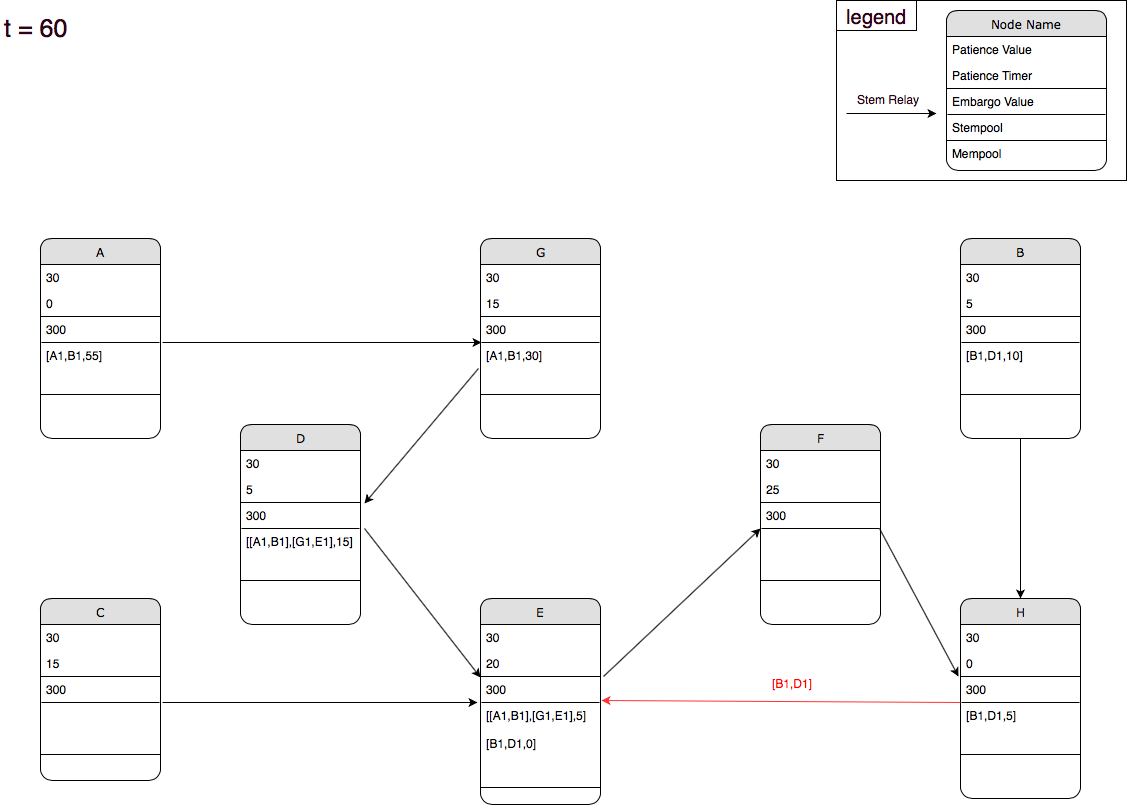 t = 60
legend
Node Name
Patience Value
Patience Timer
Embargo Value
Stempool
Mempool
Stem Relay
A
30
0
300
[A1,B1,55]
G
30
15
300
[A1,B1,30]
B
30
5
300
[B1,D1,10]
D
30
5
300
[[A1,B1],[G1,E1],15]
F
30
25
300
C
30
15
300
E
30
20
300
[[A1,B1],[G1,E1],5]
[B1,D1,0]
[B1,D1]
H
30
0
300
[B1,D1,5]